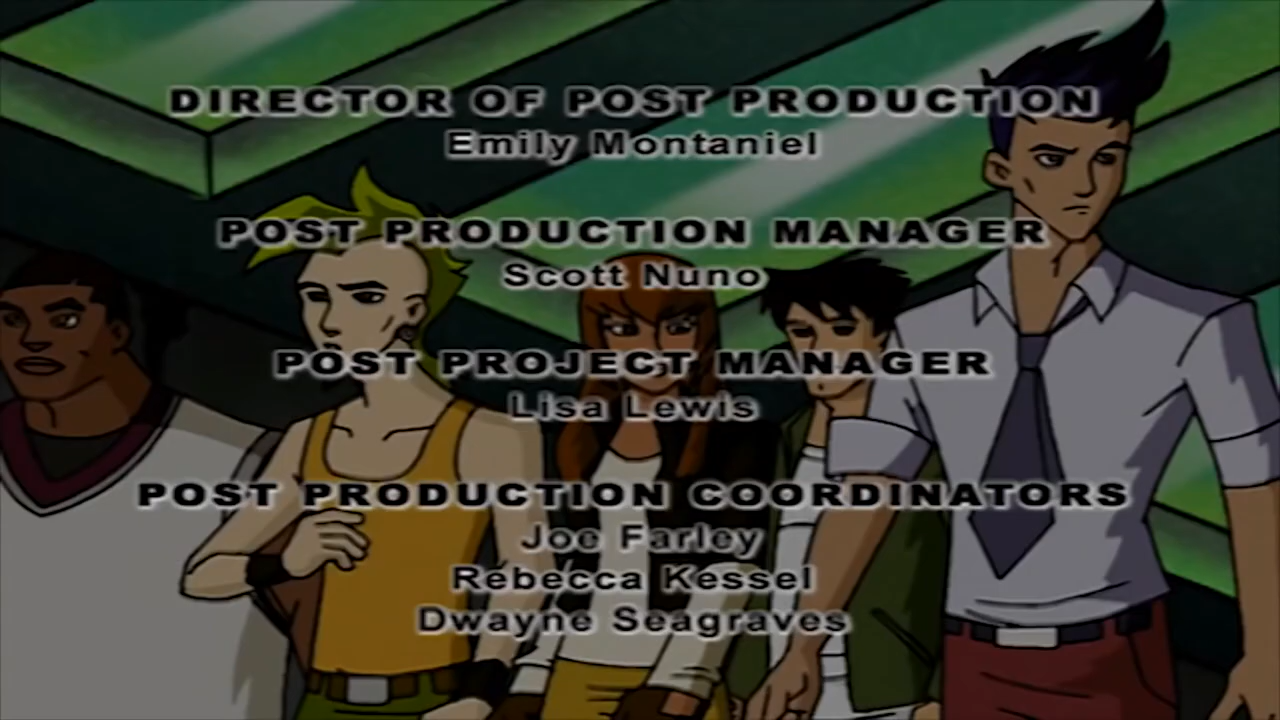 DIRECTOR OF POST PRODUCTION
Emily Montaniel
POST PRODUCTION MANAGER
Scott Nuno
POST PROJECT MANAGER
Lisa Lewis
POST PRODUCTION COORDINATORS
Joe Farley
Rebecca Kessel
Dwayne Seagraves